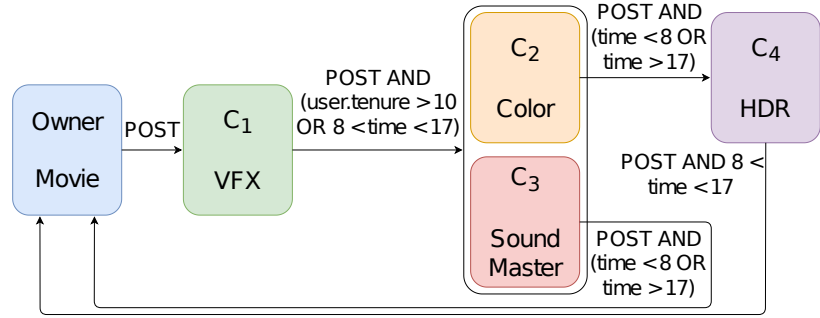 Owner
Movie
POST
C1
VFX
POST AND
(user.tenure >10
OR 8 <time <17)
C2
Color
C3
Sound
Master
POST AND
(time <8 OR
time >17)
C4
HDR
POST AND 8 <
time <17
POST AND
(time <8 OR
time >17)